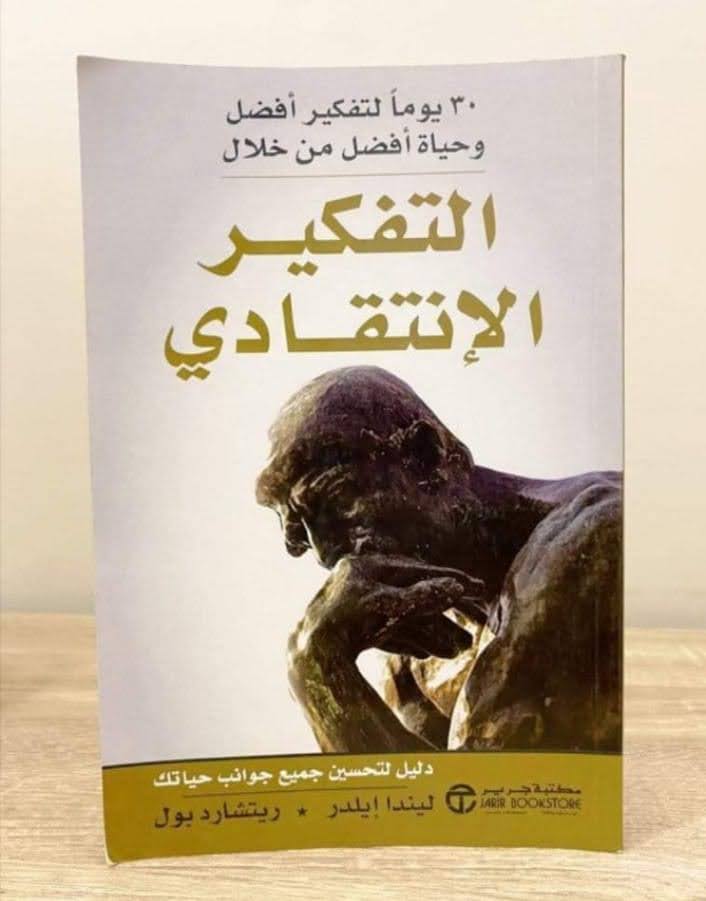 ٣٠ يوماً لتفكير أفضل
وحياة أفضل من خلال
التفكير
الإنتقادي
دليل لتحسين جميع جوانب حياتك
ليندا إيلدر ★ ريتشارد بول
مكتبة جرير
JARIR BOOKSTORE